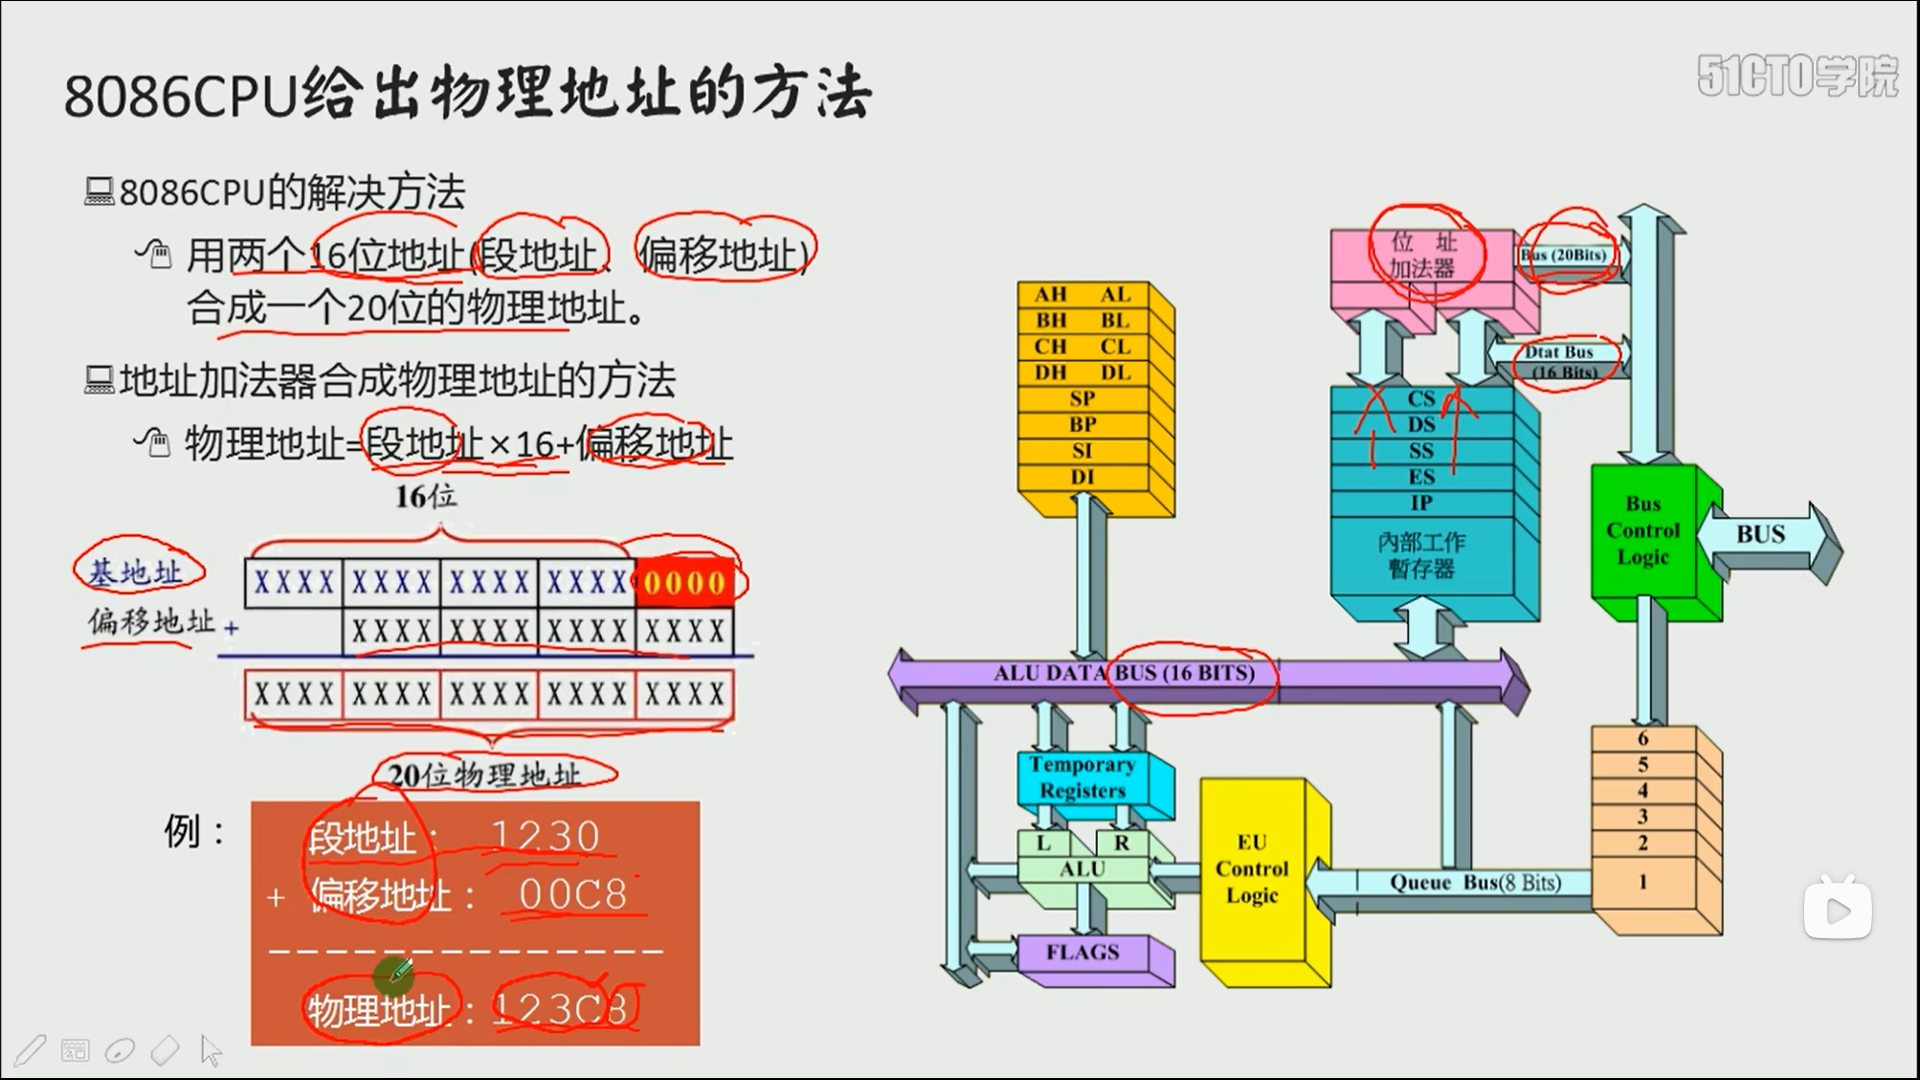 8086CPU给出物理地址的方法
51CTO学院
8086CPU的解决方法
用两个16位地址(段地址、偏移地址)
合成一个20位的物理地址。
地址加法器合成物理地址的方法
物理地址=段地址×16+偏移地址
16位
基地址 XXXX XXXX XXXX XXXX 0000
偏移地址 + XXXX XXXX XXXX XXXX
XXXX XXXX XXXX XXXX XXXX
20位物理地址
例：
段地址： 1230
+ 偏移地址： 00C8
物理地址：123C8
AH AL
BH BL
CH CL
DH DL
SP
BP
SI
DI
位 址
加法器
Bus (20Bits)
Dtat Bus
(16 Bits)
CS
DS
SS
ES
IP
內部工作
暫存器
Bus
Control
Logic
BUS
ALU DATA BUS (16 BITS)
Temporary
Registers
L R
ALU
FLAGS
EU
Control
Logic
Queue Bus(8 Bits)
6
5
4
3
2
1